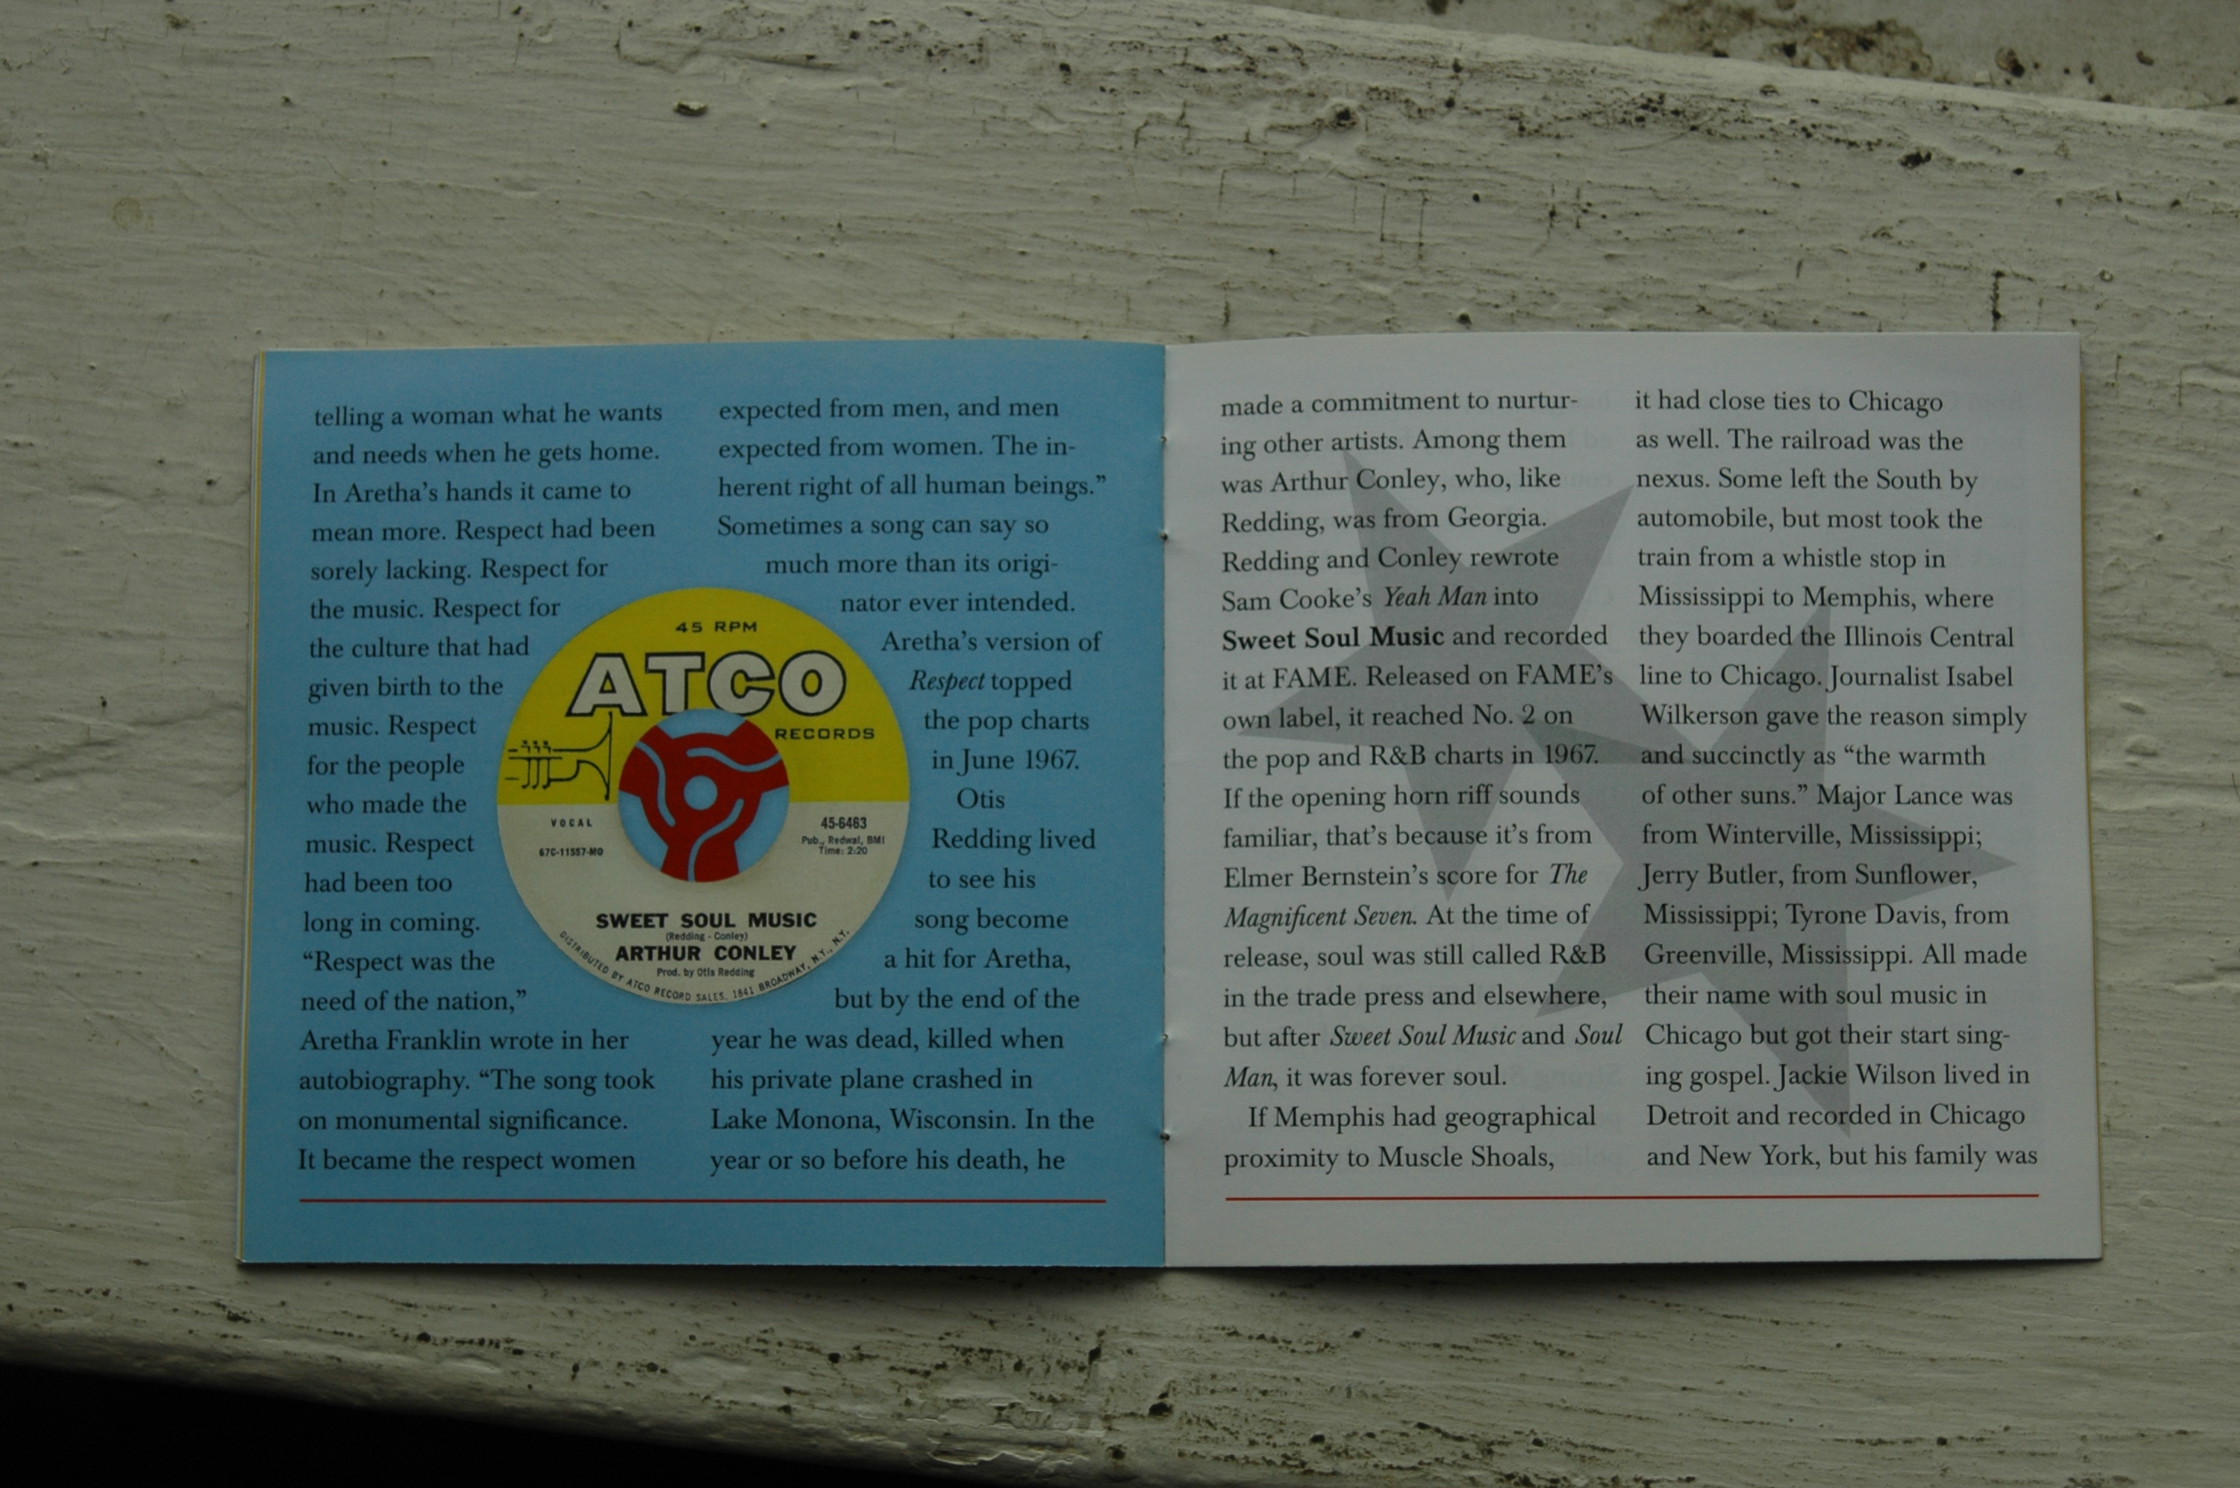 telling a woman what he wants
and needs when he gets home.
In Aretha's hands it came to
mean more. Respect had been
sorely lacking. Respect for
the music. Respect for
the culture that had
given birth to the
music. Respect
for the people
who made the
music. Respect
had been too
long in coming.
“Respect was the
need of the nation,”
Aretha Franklin wrote in her
autobiography. “The song took
on monumental significance.
It became the respect women
expected from men, and men
expected from women. The in-
herent right of all human beings.”
Sometimes a song can say so
much more than its origi-
nator ever intended.
Aretha's version of
Respect topped
the pop charts
in June 1967.
Otis
Redding lived
to see his
song become
a hit for Aretha,
but by the end of the
year he was dead, killed when
his private plane crashed in
Lake Monona, Wisconsin. In the
year or so before his death, he
45 RPM
ATCO
RECORDS
VOCAL
67C-11557-MO
45-6463
Pub., Redwal, BMI
Time: 2:20
SWEET SOUL MUSIC
(Redding - Conley)
ARTHUR CONLEY
Prod. by Otis Redding
DISTRIBUTED BY ATCO RECORD SALES, 1841 BROADWAY, N.Y., N.Y.
made a commitment to nurtur-
ing other artists. Among them
was Arthur Conley, who, like
Redding, was from Georgia.
Redding and Conley rewrote
Sam Cooke's Yeah Man into
Sweet Soul Music and recorded
it at FAME. Released on FAME's
own label, it reached No. 2 on
the pop and R&B charts in 1967.
If the opening horn riff sounds
familiar, that's because it's from
Elmer Bernstein's score for The
Magnificent Seven. At the time of
release, soul was still called R&B
in the trade press and elsewhere,
but after Sweet Soul Music and Soul
Man, it was forever soul.
If Memphis had geographical
proximity to Muscle Shoals,
it had close ties to Chicago
as well. The railroad was the
nexus. Some left the South by
automobile, but most took the
train from a whistle stop in
Mississippi to Memphis, where
they boarded the Illinois Central
line to Chicago. Journalist Isabel
Wilkerson gave the reason simply
and succinctly as “the warmth
of other suns.” Major Lance was
from Winterville, Mississippi;
Jerry Butler, from Sunflower,
Mississippi; Tyrone Davis, from
Greenville, Mississippi. All made
their name with soul music in
Chicago but got their start sing-
ing gospel. Jackie Wilson lived in
Detroit and recorded in Chicago
and New York, but his family was